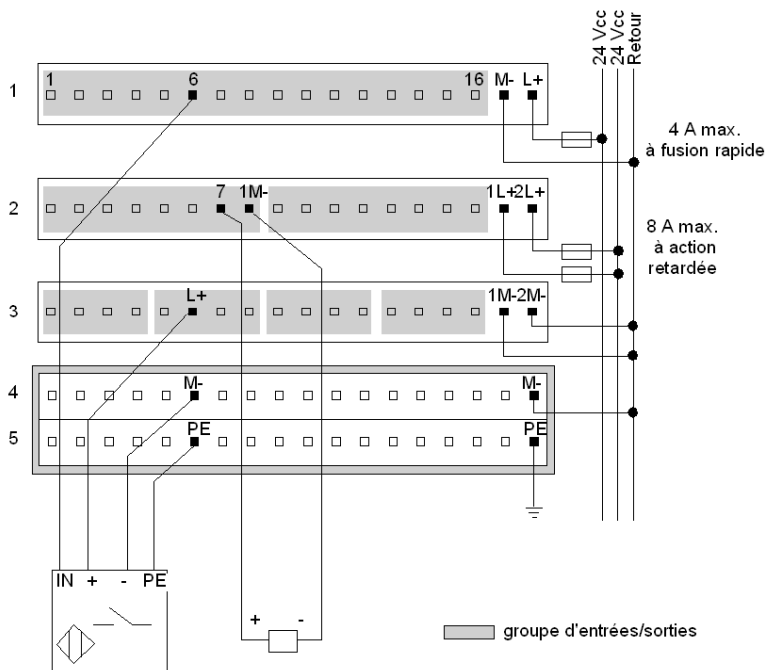 24 Vcc
24 Vcc
Retour
1
1 6 16 M- L+
4 A max.
à fusion rapide
2
7 1M- 1L+2L+
8 A max.
à action
retardée
3
L+ 1M-2M-
4
M- M-
5
PE PE
IN + - PE
+ -
groupe d'entrées/sorties